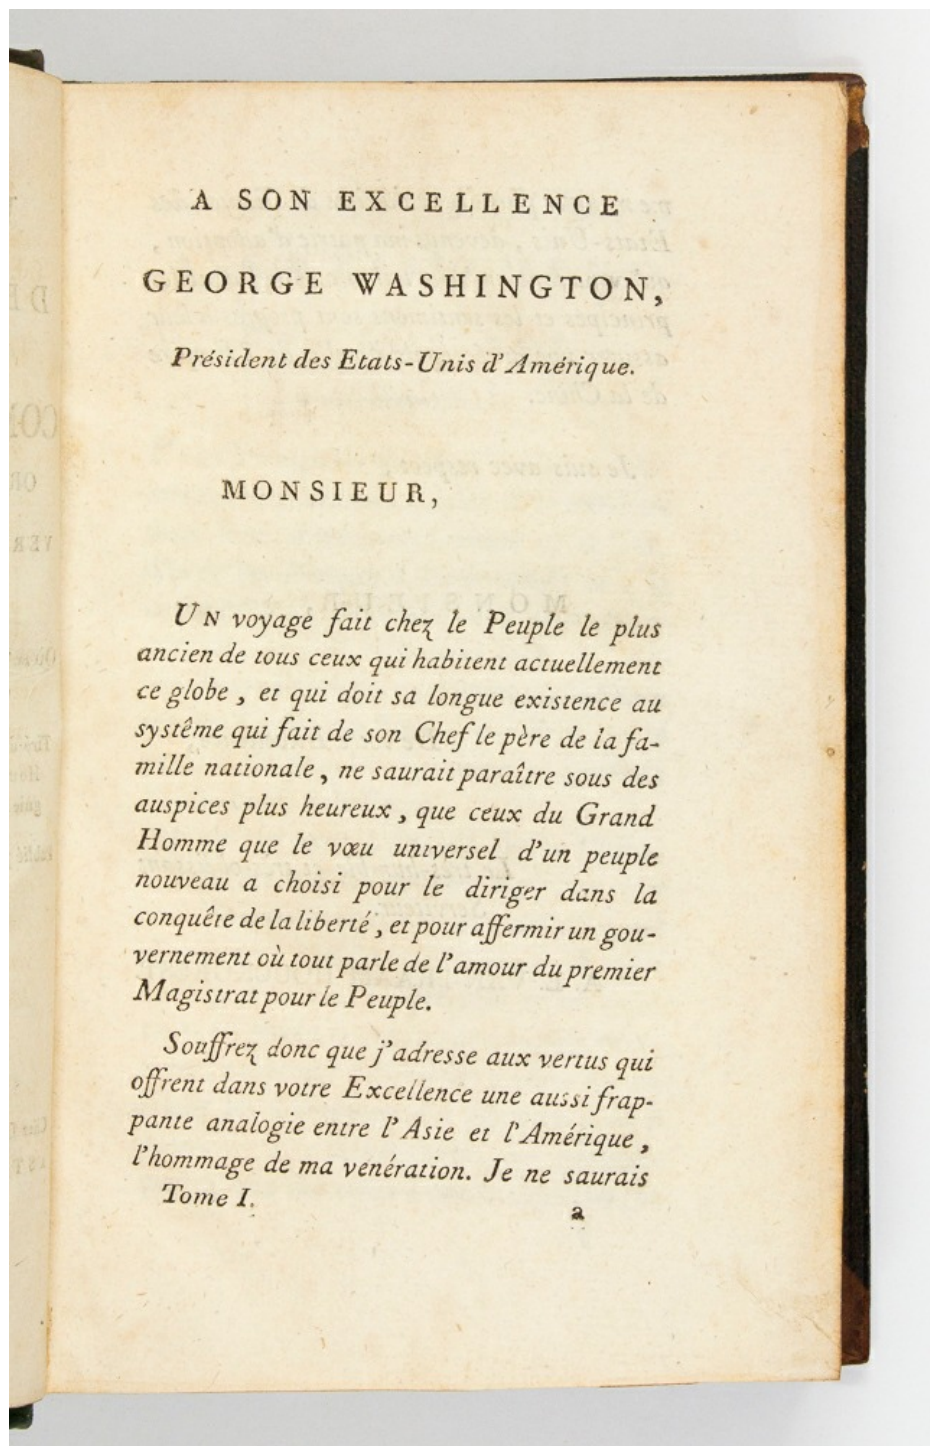 A SON EXCELLENCE
GEORGE WASHINGTON,
Président des Etats-Unis d'Amérique.
MONSIEUR,
UN voyage fait chez le Peuple le plus
ancien de tous ceux qui habitent actuellement
ce globe, et qui doit sa longue existence au
systême qui fait de son Chef le père de la fa-
mille nationale, ne saurait paraître sous des
auspices plus heureux, que ceux du Grand
Homme que le vœu universel d'un peuple
nouveau a choisi pour le diriger dans la
conquête de la liberté, et pour affermir un gou-
vernement où tout parle de l'amour du premier
Magistrat pour le Peuple.
Souffrez donc que j'adresse aux vertus qui
offrent dans votre Excellence une aussi frap-
pante analogie entre l'Asie et l'Amérique,
l'hommage de ma venération. Je ne saurais
Tome I. a